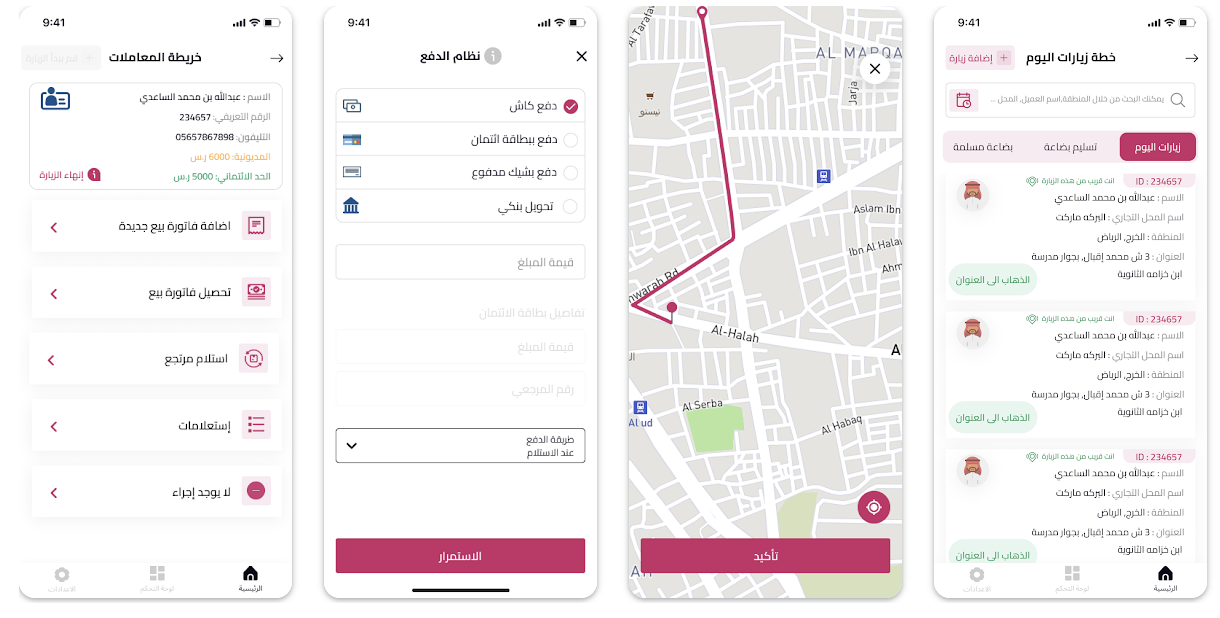 9:41
خريطة المعاملات
الاسم : عبدالله بن محمد الساعدي
الرقم التعريفي: 234657
التليفون: 05657867898
المديونية: 6000 ر.س
الحد الائتماني: 5000 ر.س
إنهاء الزيارة
اضافة فاتورة بيع جديدة
تحصيل فاتورة بيع
استلام مرتجع
إستعلامات
لا يوجد إجراء
الرئيسية
لوحة التحكم
الاعدادات
9:41
نظام الدفع
دفع كاش
دفع ببطاقة ائتمان
دفع بشيك مدفوع
تحويل بنكي
قيمة المبلغ
تفاصيل بطاقة الائتمان
قيمة المبلغ
رقم المرجعي
طريقة الدفع
عند الاستلام
الاستمرار
Al Tarafa
AL MARQA
Jarja
نيستو
Aslam Ibn
Ibn Al Halaw
Ahm
nwarah Rd
Al-Halah
A
Al Serba
Al ud
Al Habaq
تأكيد
9:41
خطة زيارات اليوم
إضافة زيارة
يمكنك البحث من خلال المنطقة,اسم العميل, المحل ...
زيارات اليوم
تسليم بضاعة
بضاعة مسلمة
ID : 234657
انت قريب من هذه الزيارة
الاسم : عبدالله بن محمد الساعدي
اسم المحل التجاري : البركه ماركت
المنطقة : الخرج, الرياض
العنوان : 3 ش محمد إقبال, بجوار مدرسة
ابن خزامه الثانوية
الذهاب الى العنوان
ID : 234657
انت قريب من هذه الزيارة
الاسم : عبدالله بن محمد الساعدي
اسم المحل التجاري : البركه ماركت
المنطقة : الخرج, الرياض
العنوان : 3 ش محمد إقبال, بجوار مدرسة
ابن خزامه الثانوية
الذهاب الى العنوان
ID : 234657
انت قريب من هذه الزيارة
الاسم : عبدالله بن محمد الساعدي
اسم المحل التجاري : البركه ماركت
المنطقة : الخرج, الرياض
العنوان : 3 ش محمد إقبال, بجوار مدرسة
ابن خزامه الثانوية
الذهاب الى العنوان
الرئيسية
لوحة التحكم
الاعدادات